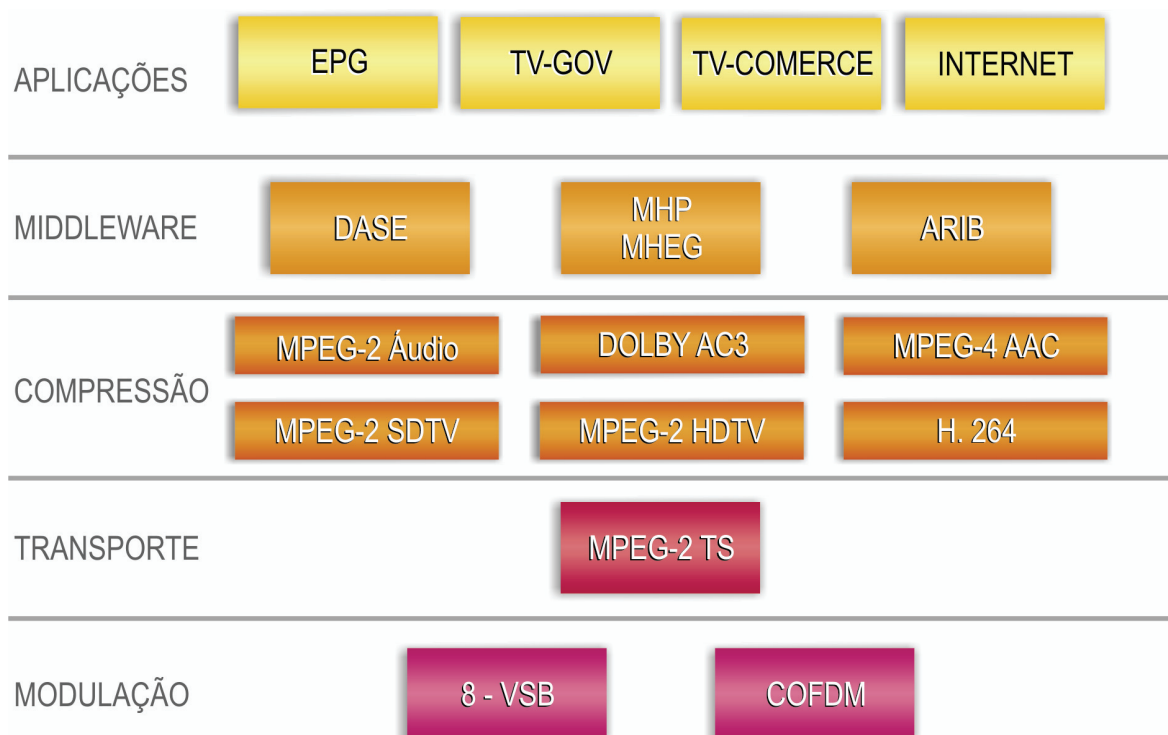 APLICAÇÕES
EPG
TV-GOV
TV-COMERCE
INTERNET
MIDDLEWARE
DASE
MHP
MHEG
ARIB
COMPRESSÃO
MPEG-2 Áudio
DOLBY AC3
MPEG-4 AAC
MPEG-2 SDTV
MPEG-2 HDTV
H. 264
TRANSPORTE
MPEG-2 TS
MODULAÇÃO
8 - VSB
COFDM